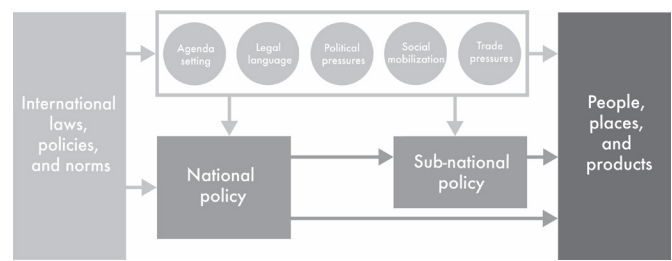 International
laws,
policies,
and norms
Agenda
setting
Legal
language
Political
pressures
Social
mobilization
Trade
pressures
National
policy
Sub-national
policy
People,
places,
and
products